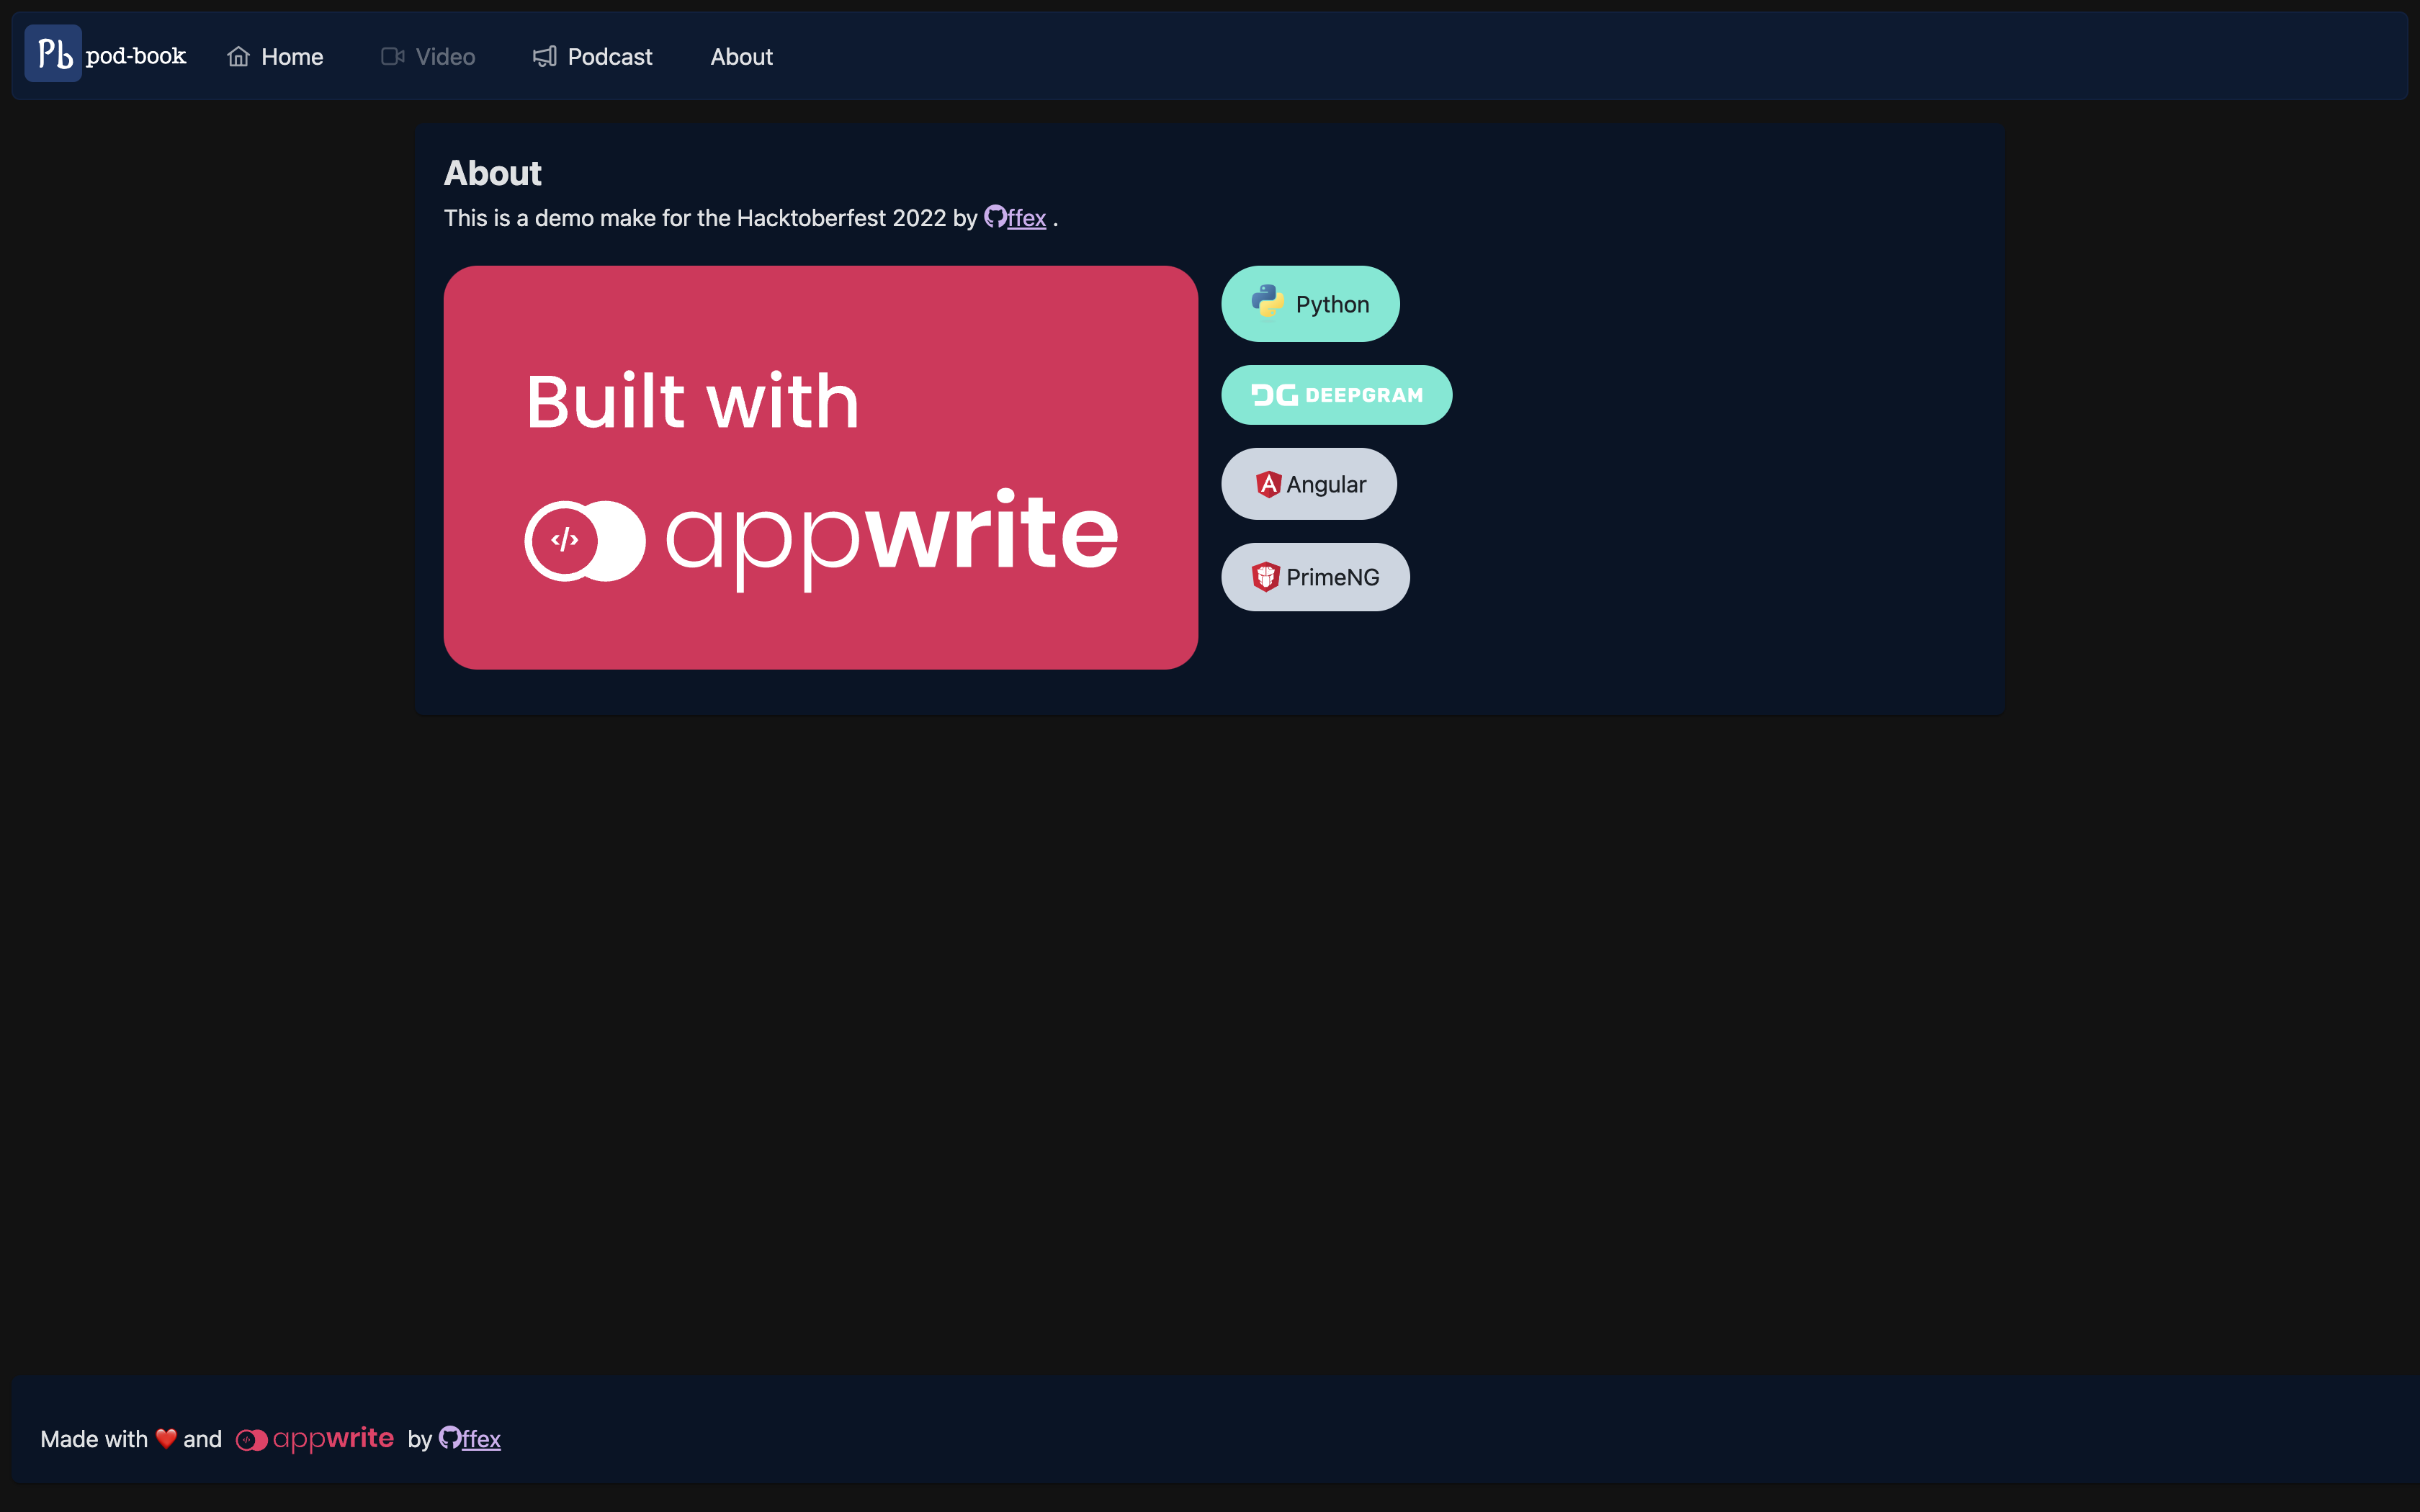 Pb pod-book Home Video Podcast About
About
This is a demo make for the Hacktoberfest 2022 by ffex .
Built with
</> appwrite
Python
DG DEEPGRAM
A Angular
PrimeNG
Made with ❤️ and </> appwrite by ffex